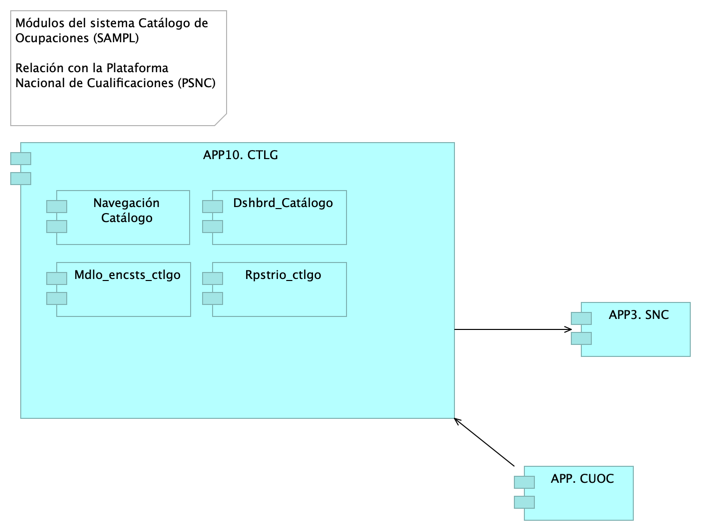 Módulos del sistema Catálogo de
Ocupaciones (SAMPL)
Relación con la Plataforma
Nacional de Cualificaciones (PSNC)
APP10. CTLG
Navegación
Catálogo
Dshbrd_Catálogo
Mdlo_encsts_ctlgo
Rpstrio_ctlgo
APP3. SNC
APP. CUOC